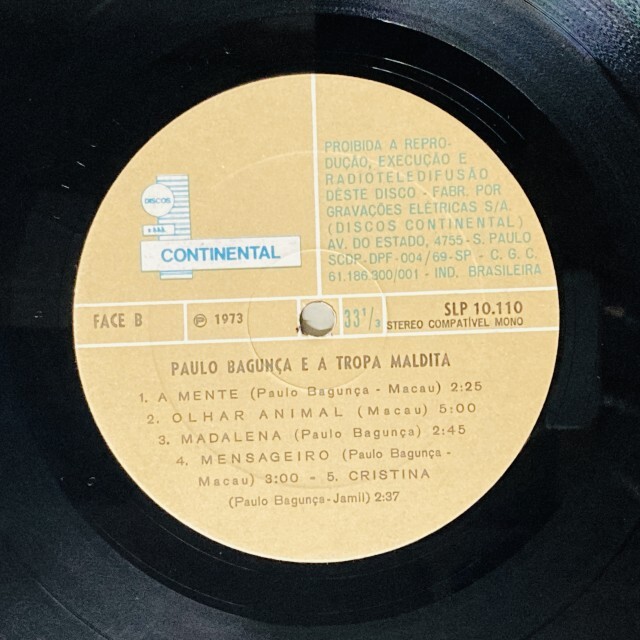 PROIBIDA A REPRO-
DUÇÃO, EXECUÇÃO E
RADIOTELEDIFUSÃO
DÊSTE DISCO - FABR. POR
GRAVAÇÕES ELÉTRICAS S/A.
(DISCOS CONTINENTAL)
AV. DO ESTADO, 4755 - S. PAULO
SCDP-DPF-004/69-SP - C. G. C.
61.186.300/001 - IND. BRASILEIRA
DISCOS
CONTINENTAL
FACE B
℗ 1973
33 1/3
SLP 10.110
STEREO COMPATÍVEL MONO
PAULO BAGUNÇA E A TROPA MALDITA
1. A MENTE (Paulo Bagunça - Macau) 2:25
2. OLHAR ANIMAL (Macau) 5:00
3. MADALENA (Paulo Bagunça) 2:45
4. MENSAGEIRO (Paulo Bagunça -
Macau) 3:00 - 5. CRISTINA
(Paulo Bagunça-Jamil) 2:37